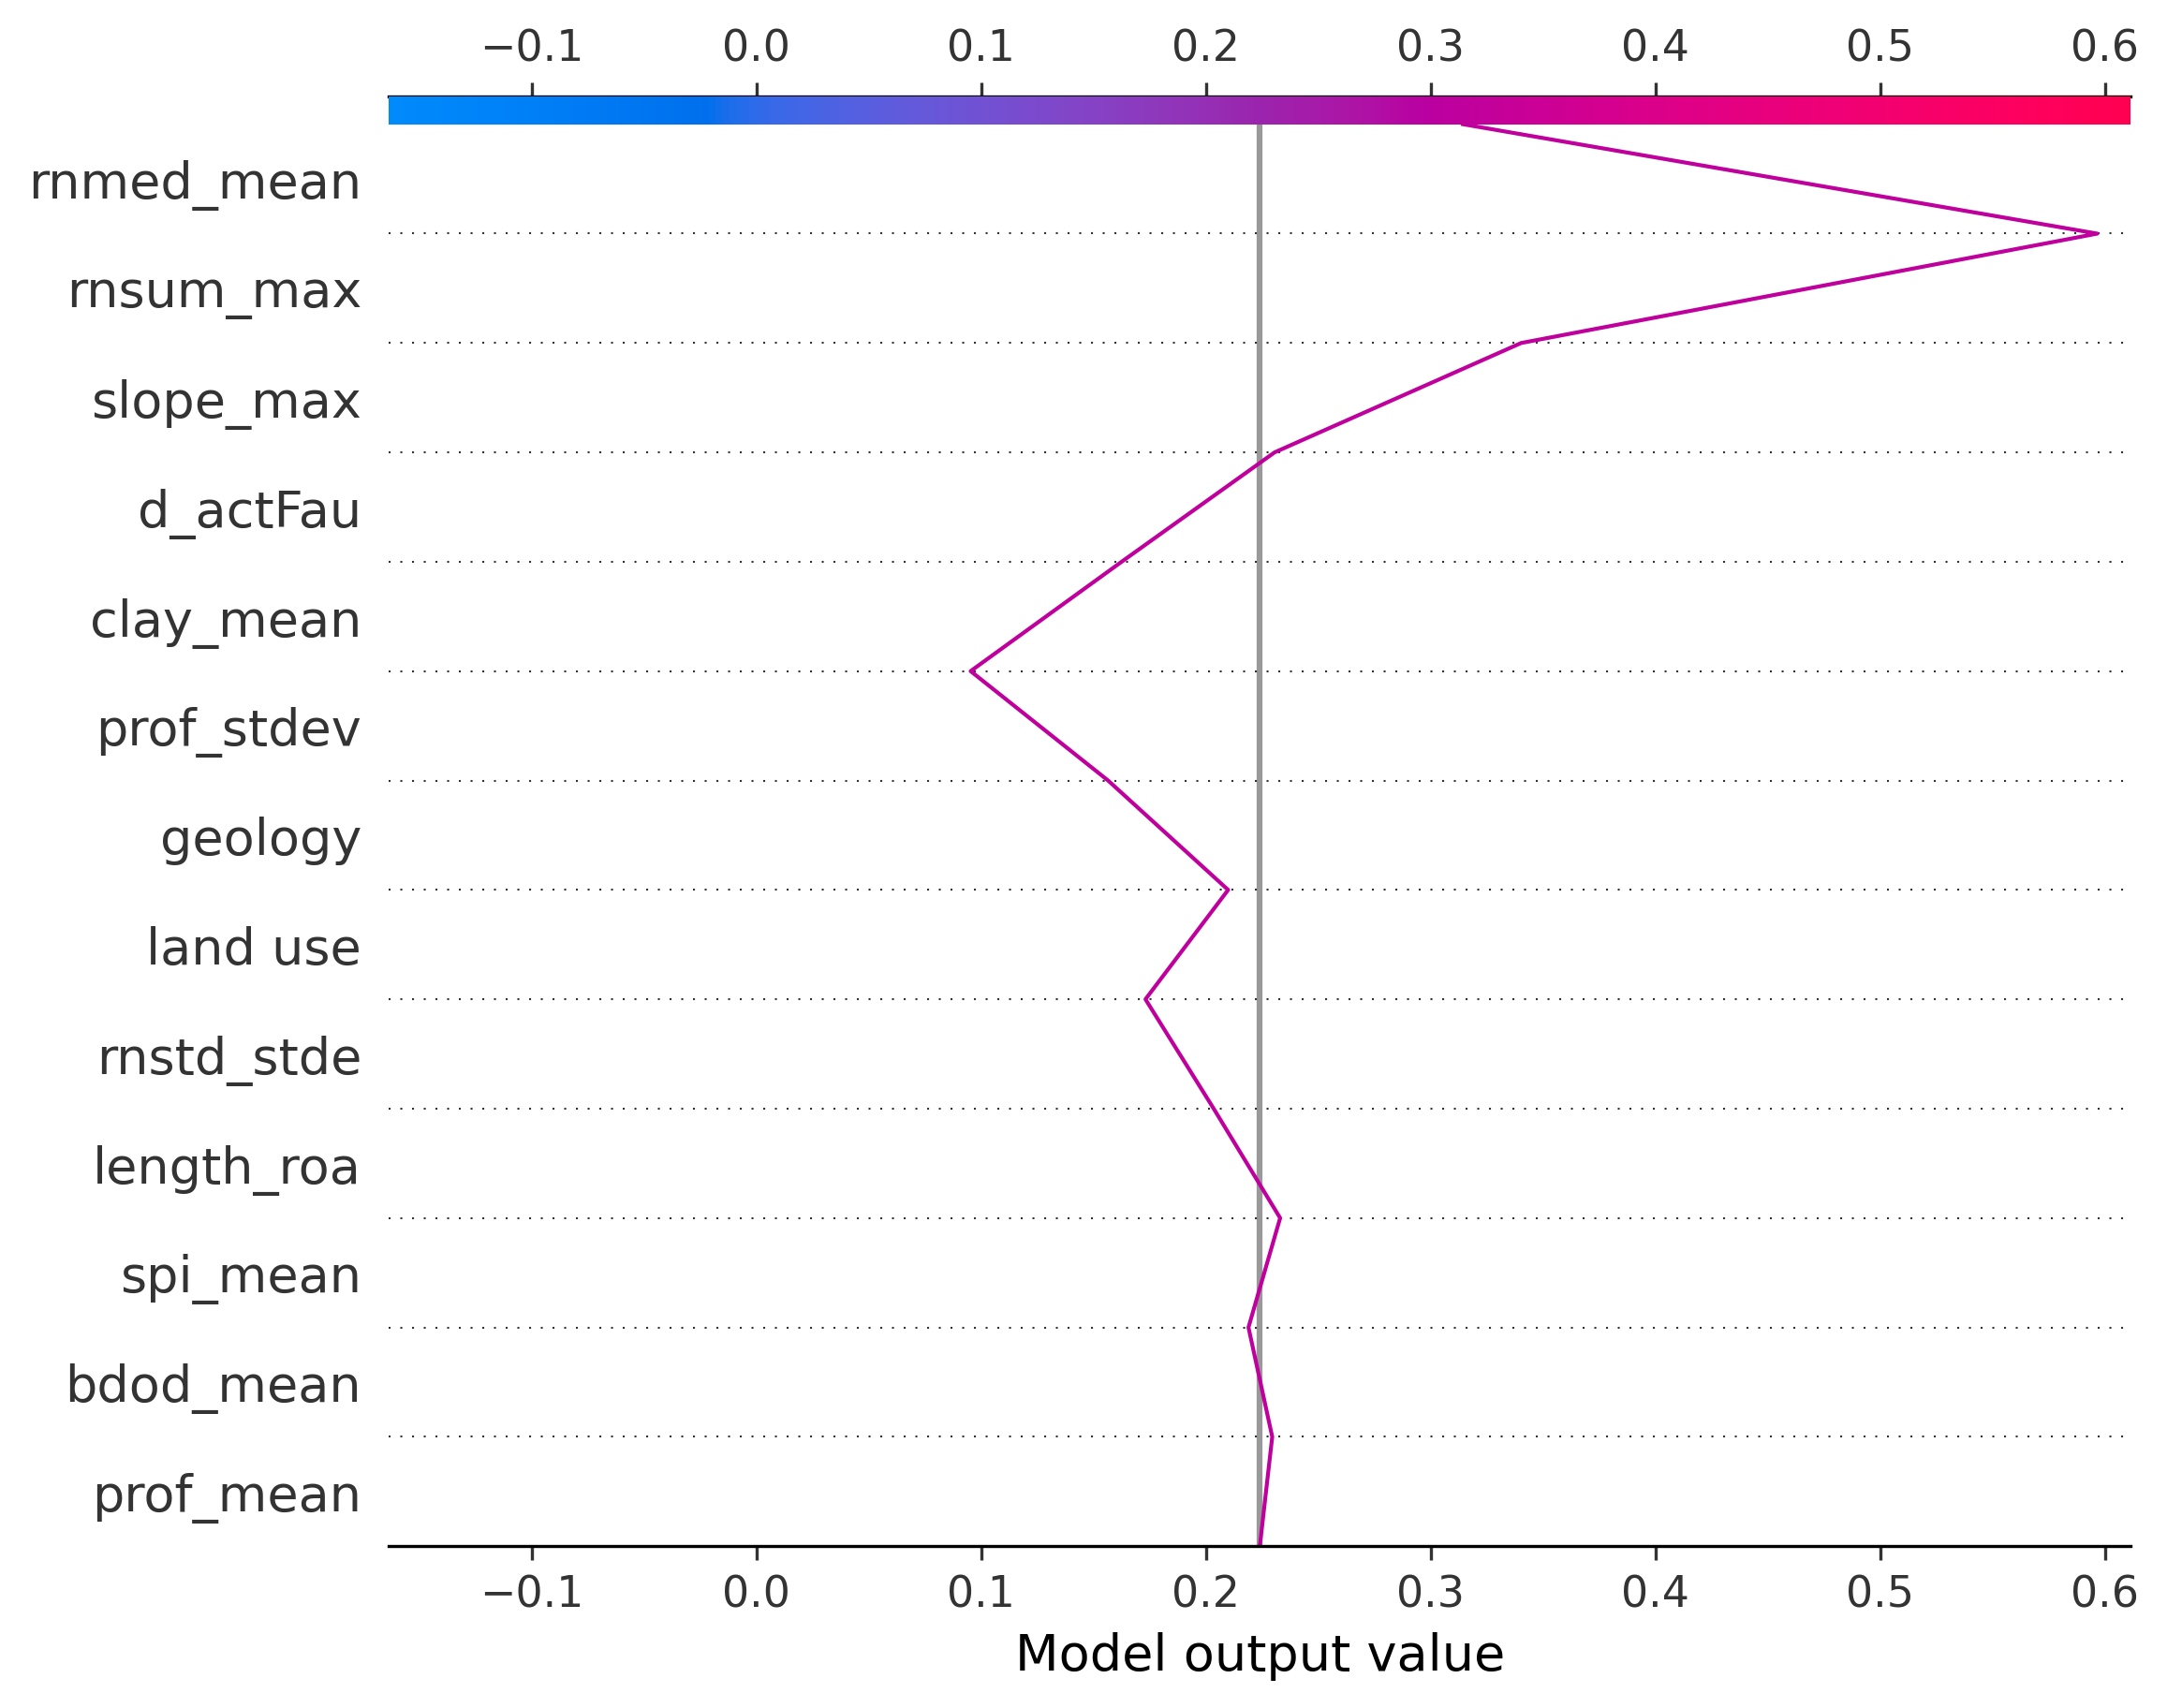 −0.1 0.0 0.1 0.2 0.3 0.4 0.5 0.6
rnmed_mean
rnsum_max
slope_max
d_actFau
clay_mean
prof_stdev
geology
land use
rnstd_stde
length_roa
spi_mean
bdod_mean
prof_mean
−0.1 0.0 0.1 0.2 0.3 0.4 0.5 0.6
Model output value